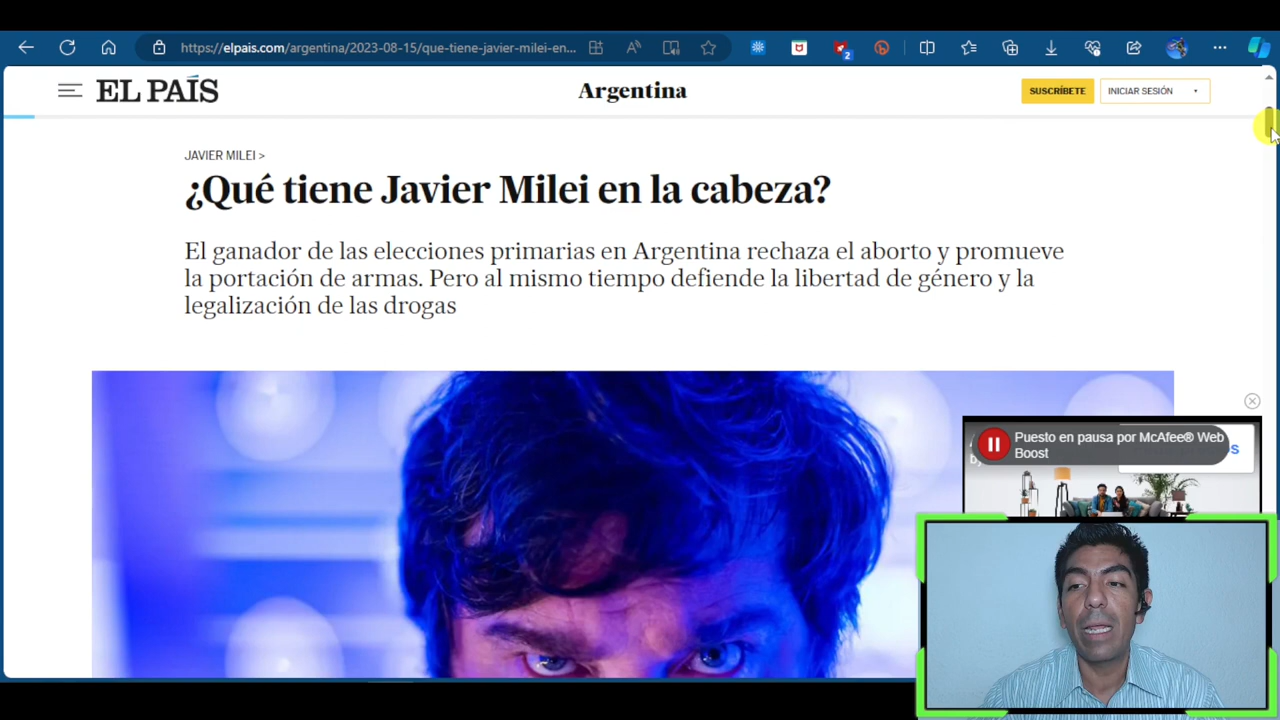 https://elpais.com/argentina/2023-08-15/que-tiene-javier-milei-en...
2
EL PAÍS
Argentina
SUSCRÍBETE
INICIAR SESIÓN
JAVIER MILEI >
¿Qué tiene Javier Milei en la cabeza?
El ganador de las elecciones primarias en Argentina rechaza el aborto y promueve
la portación de armas. Pero al mismo tiempo defiende la libertad de género y la
legalización de las drogas
Puesto en pausa por McAfee® Web
Boost